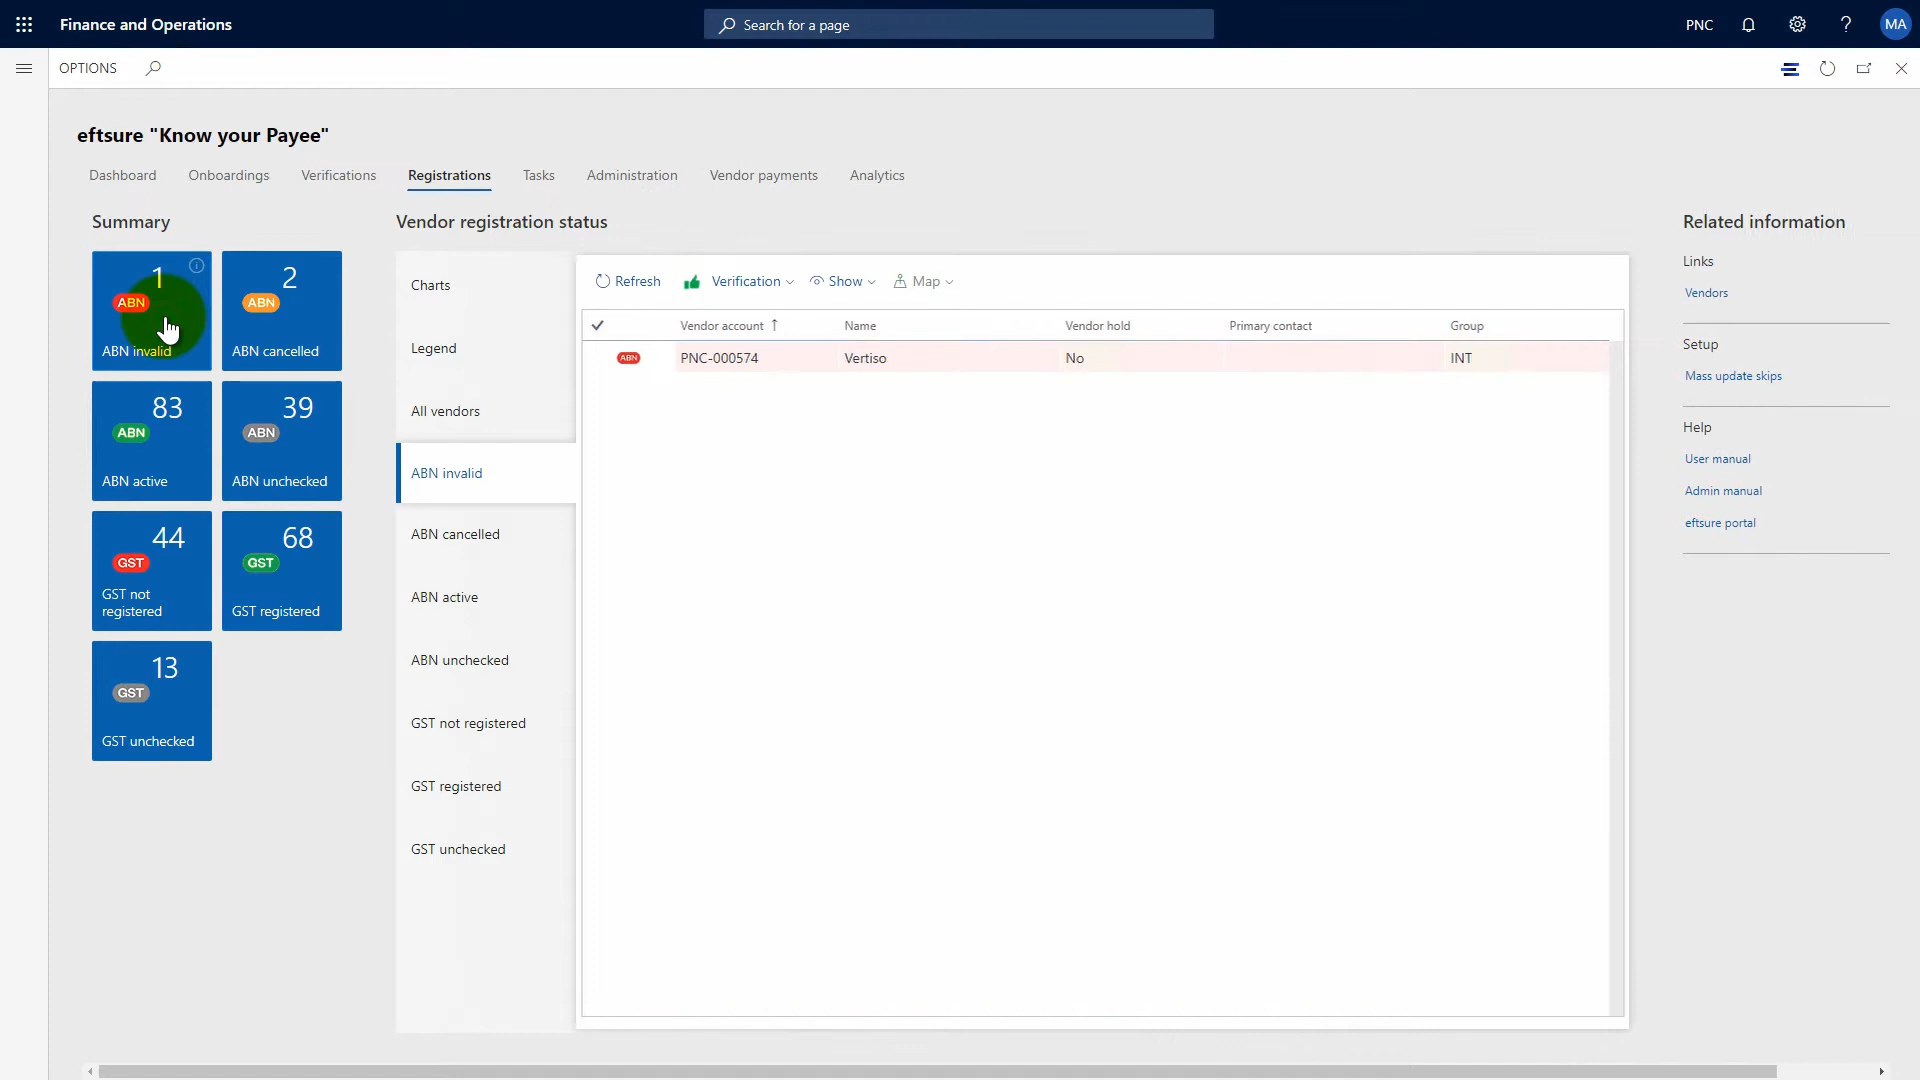 Finance and Operations
Search for a page
PNC
?
MA
OPTIONS
eftsure "Know your Payee"
Dashboard
Onboardings
Verifications
Registrations
Tasks
Administration
Vendor payments
Analytics
Summary
1
ABN
ABN invalid
2
ABN
ABN cancelled
83
ABN
ABN active
39
ABN
ABN unchecked
44
GST
GST not
registered
68
GST
GST registered
13
GST
GST unchecked
Vendor registration status
Charts
Legend
All vendors
ABN invalid
ABN cancelled
ABN active
ABN unchecked
GST not registered
GST registered
GST unchecked
Refresh
Verification
Show
Map
Vendor account
Name
Vendor hold
Primary contact
Group
ABN
PNC-000574
Vertiso
No
INT
Related information
Links
Vendors
Setup
Mass update skips
Help
User manual
Admin manual
eftsure portal